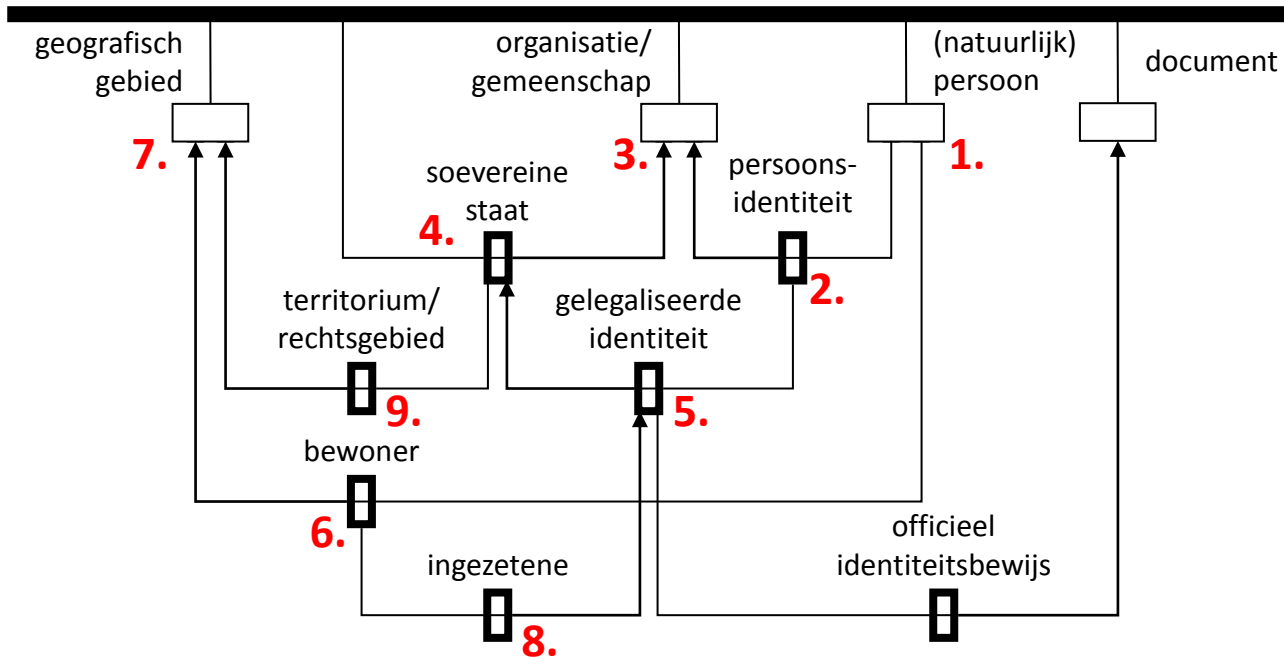 geografisch
gebied
7.
organisatie/
gemeenschap
3.
(natuurlijk)
persoon
1.
document
soevereine
staat
4.
persoons-
identiteit
2.
territorium/
rechtsgebied
9.
gelegaliseerde
identiteit
5.
bewoner
6.
ingezetene
8.
officieel
identiteitsbewijs